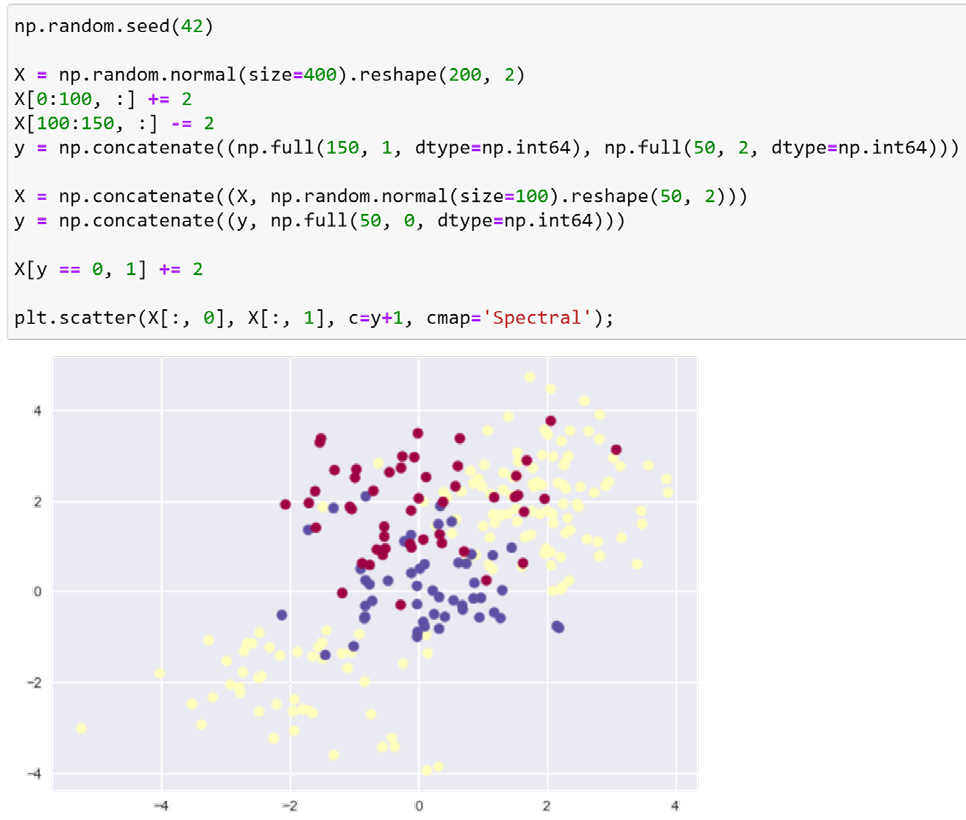 np.random.seed(42)
X = np.random.normal(size=400).reshape(200, 2)
X[0:100, :] += 2
X[100:150, :] -= 2
y = np.concatenate((np.full(150, 1, dtype=np.int64), np.full(50, 2, dtype=np.int64)))
X = np.concatenate((X, np.random.normal(size=100).reshape(50, 2)))
y = np.concatenate((y, np.full(50, 0, dtype=np.int64)))
X[y == 0, 1] += 2
plt.scatter(X[:, 0], X[:, 1], c=y+1, cmap='Spectral');
4
2
0
−2
−4
−4 −2 0 2 4